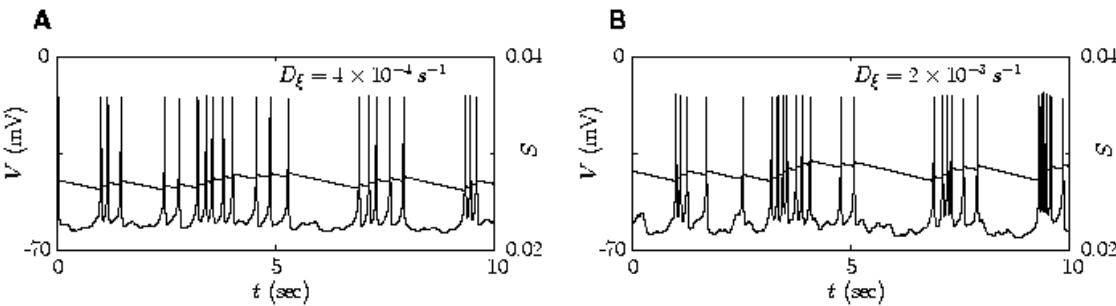 A
B
0
0.04
D_ξ = 4 × 10^{-4} s^{-1}
V (mV)
S
-70
0.02
0
5
10
t (sec)
0
0.04
D_ξ = 2 × 10^{-3} s^{-1}
V (mV)
S
-70
0.02
0
5
10
t (sec)